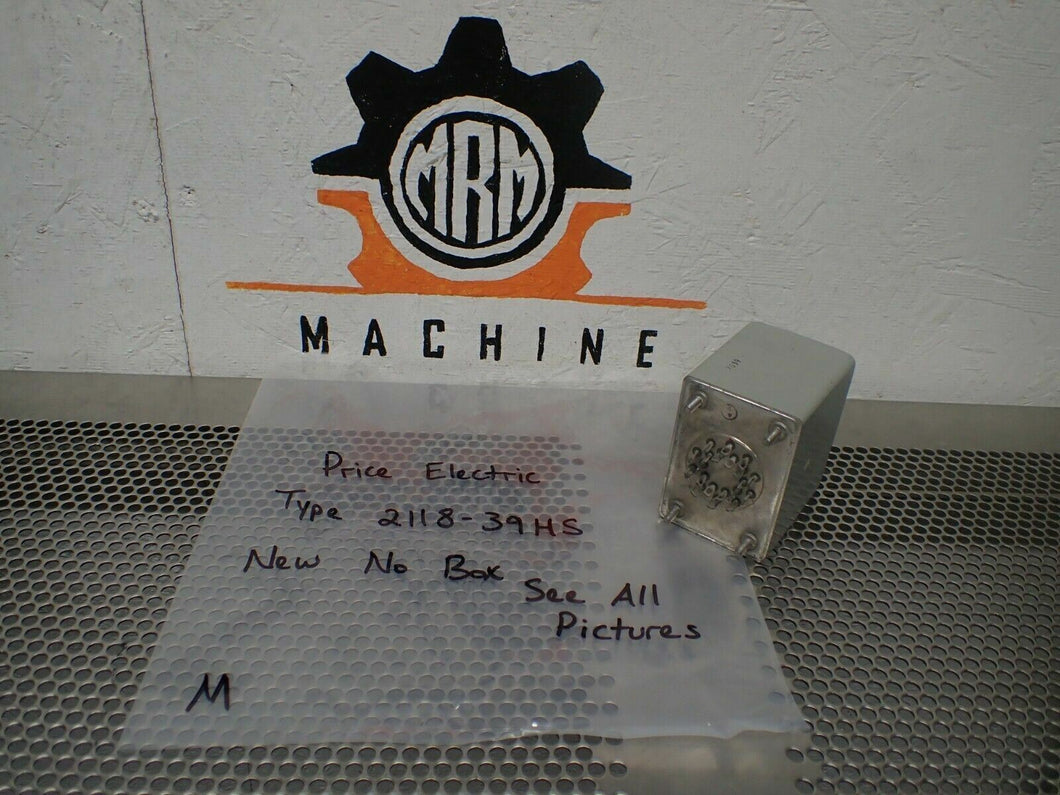 MRM
MACHINE
Price Electric
Type 2118-39HS
New No Box
See All
Pictures
M